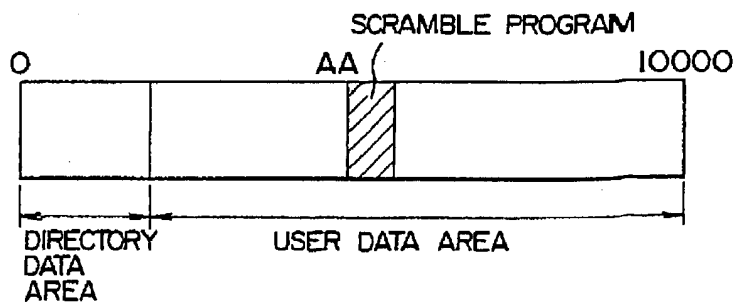 SCRAMBLE PROGRAM
0 AA 10000
DIRECTORY
DATA
AREA
USER DATA AREA